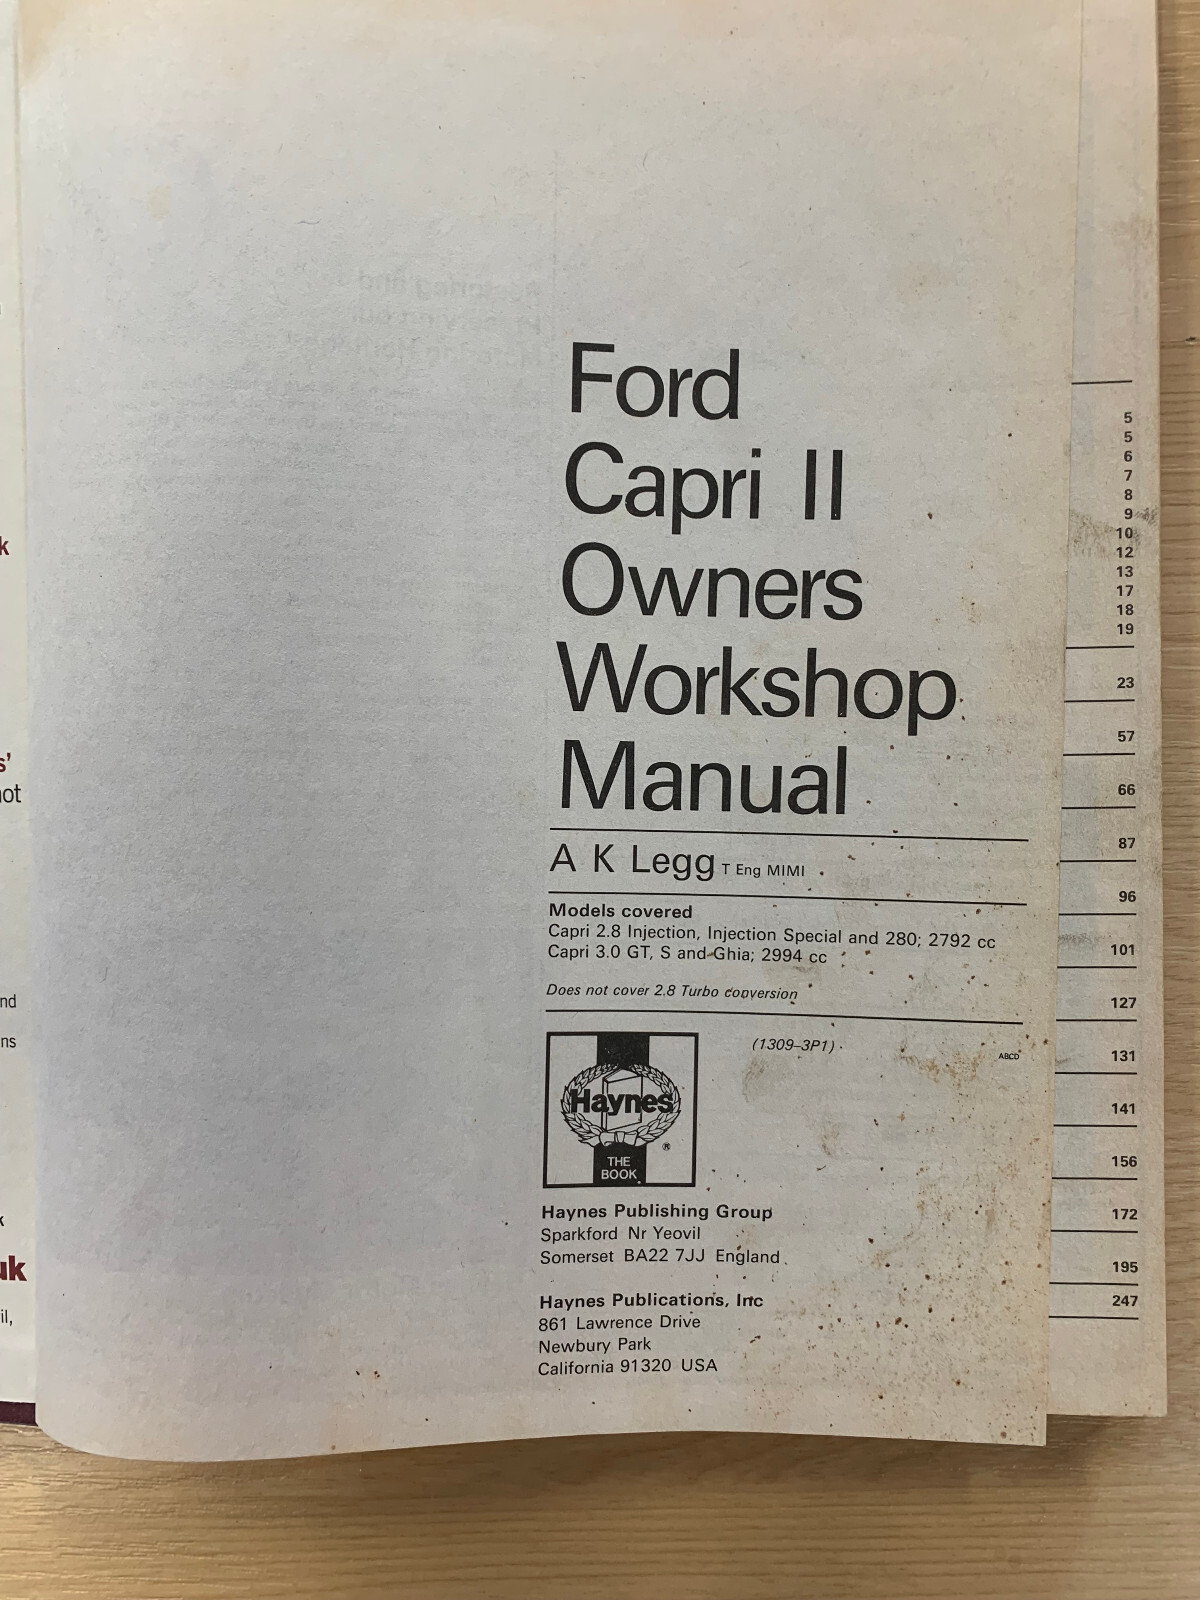 Ford
Capri II
Owners
Workshop
Manual
A K Legg T Eng MIMI
Models covered
Capri 2.8 Injection, Injection Special and 280; 2792 cc
Capri 3.0 GT, S and Ghia; 2994 cc
Does not cover 2.8 Turbo conversion
(1309–3P1)
ABCD
Haynes
®
THE
BOOK
Haynes Publishing Group
Sparkford Nr Yeovil
Somerset BA22 7JJ England
Haynes Publications, Inc
861 Lawrence Drive
Newbury Park
California 91320 USA
5
5
6
7
8
9
10
12
13
17
18
19
23
57
66
87
96
101
127
131
141
156
172
195
247